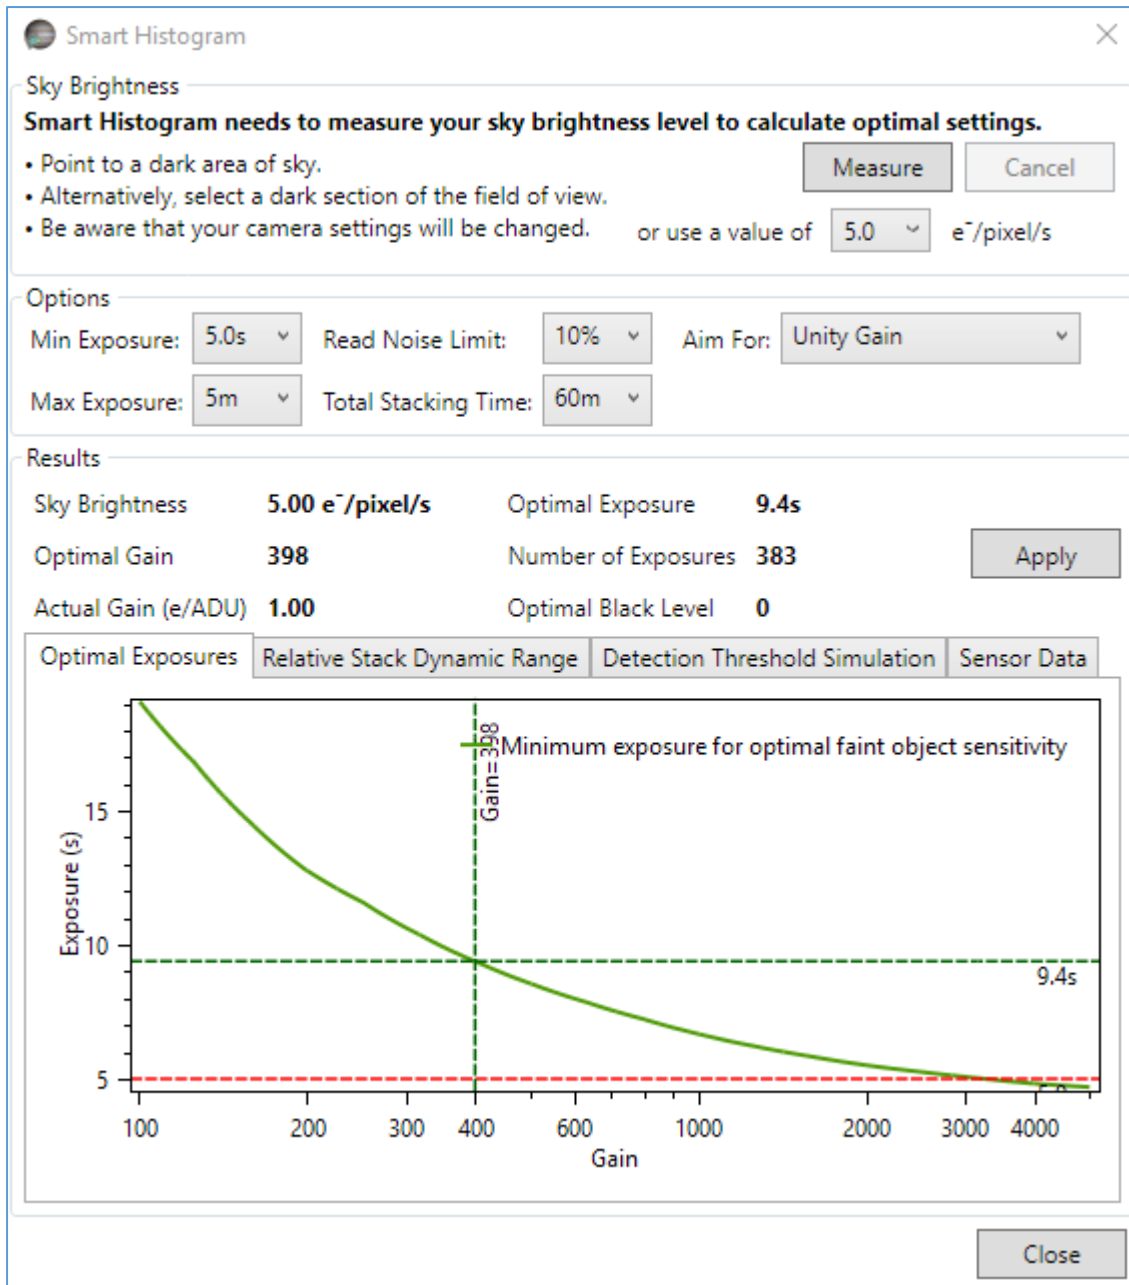 Smart Histogram
Sky Brightness
Smart Histogram needs to measure your sky brightness level to calculate optimal settings.
• Point to a dark area of sky.
Measure
Cancel
• Alternatively, select a dark section of the field of view.
• Be aware that your camera settings will be changed.
or use a value of 5.0 e⁻/pixel/s
Options
Min Exposure: 5.0s Read Noise Limit: 10% Aim For: Unity Gain
Max Exposure: 5m Total Stacking Time: 60m
Results
Sky Brightness 5.00 e⁻/pixel/s Optimal Exposure 9.4s
Optimal Gain 398 Number of Exposures 383 Apply
Actual Gain (e/ADU) 1.00 Optimal Black Level 0
Optimal Exposures Relative Stack Dynamic Range Detection Threshold Simulation Sensor Data
Minimum exposure for optimal faint object sensitivity
Gain=398
Exposure (s)
15
10
9.4s
5
100 200 300 400 600 1000 2000 3000 4000
Gain
Close